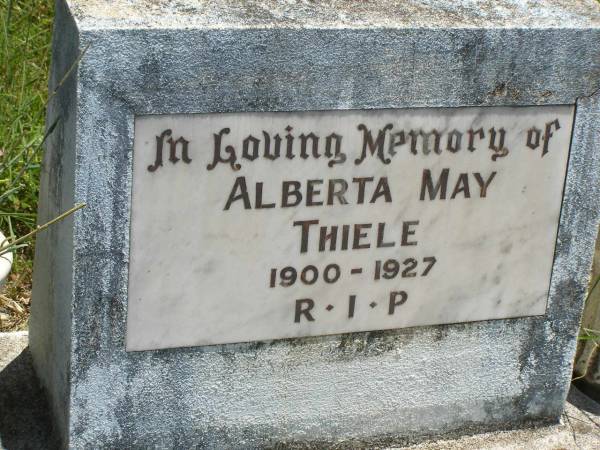 In Loving Memory of
ALBERTA MAY
THIELE
1900 - 1927
R · I · P